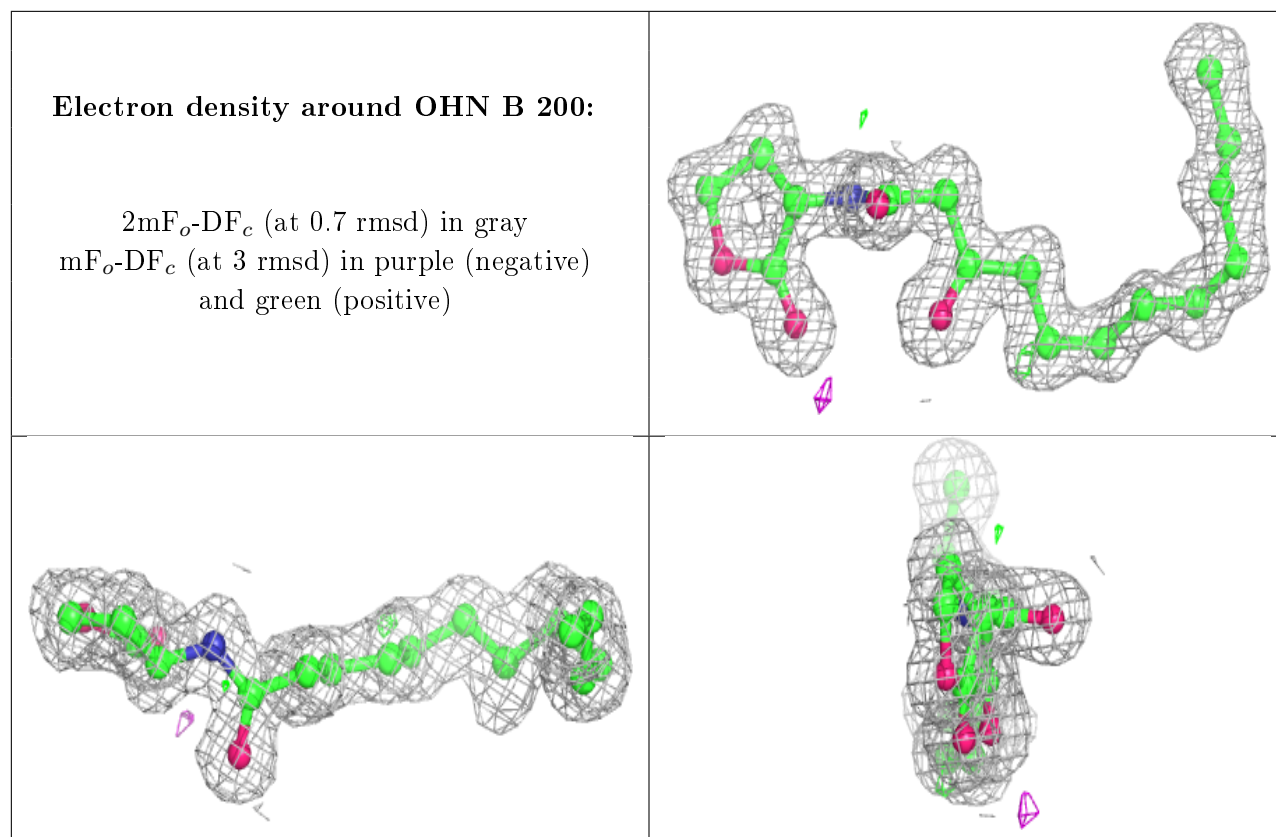 Electron density around OHN B 200:
2mFₒ-DF𝒸 (at 0.7 rmsd) in gray
mFₒ-DF𝒸 (at 3 rmsd) in purple (negative)
and green (positive)